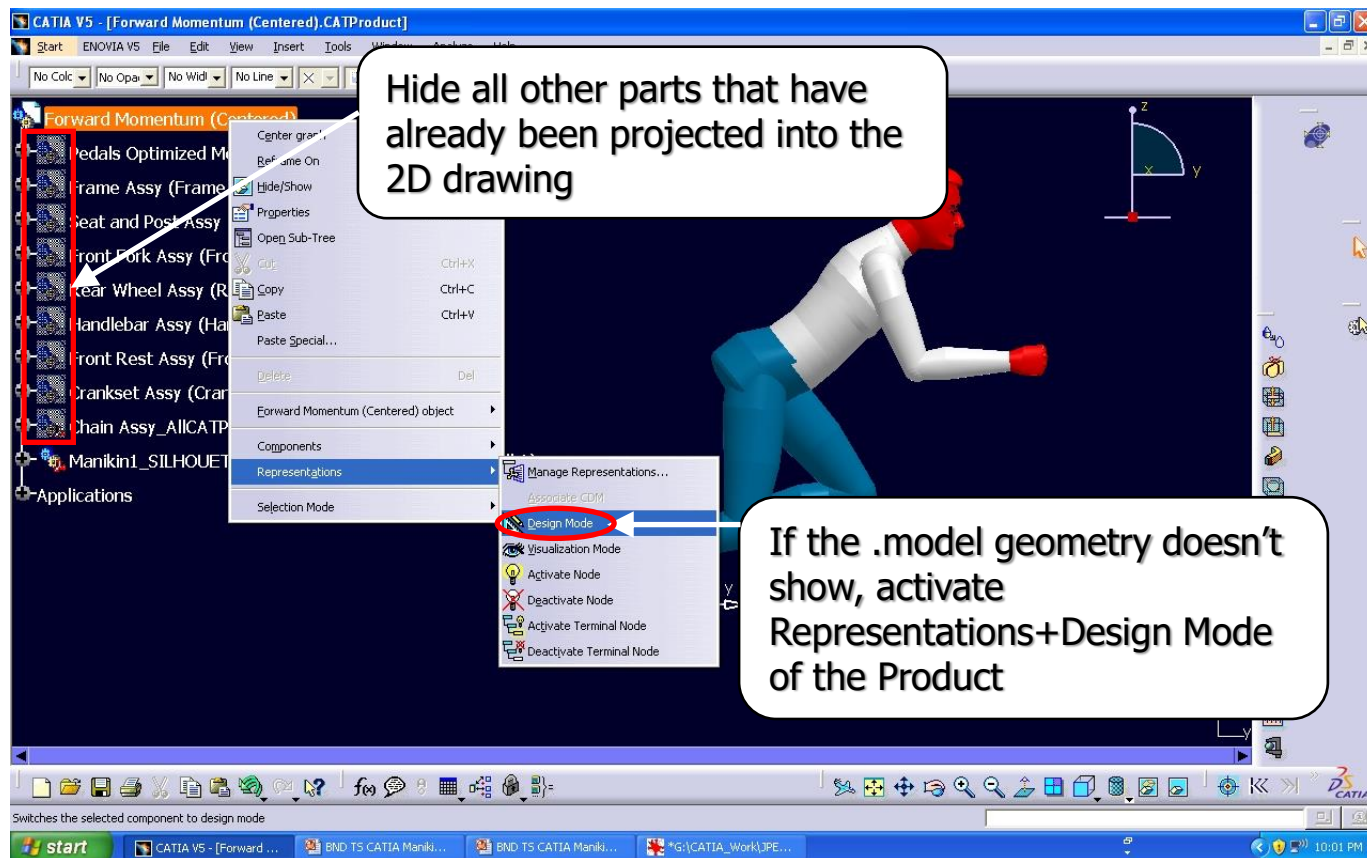 CATIA V5 - [Forward Momentum (Centered).CATProduct]
Start ENOVIA V5 File Edit View Insert Tools Window Analyze Help
No Colc No Opa No Widl No Line
Hide all other parts that have
already been projected into the
2D drawing
Forward Momentum (Centered)
Pedals Optimized M
Frame Assy (Frame
Seat and Post Assy
Front Fork Assy (Fro
Rear Wheel Assy (R
Handlebar Assy (Ha
Front Rest Assy (Fro
Crankset Assy (Cran
Chain Assy_AllCATP
Manikin1_SILHOUET
Applications
Center graph
Reframe On
Hide/Show
Properties
Open Sub-Tree
Cut Ctrl+X
Copy Ctrl+C
Paste Ctrl+V
Paste Special...
Delete Del
Forward Momentum (Centered) object
Components
Representations
Selection Mode
Manage Representations...
Associate CDM
Design Mode
Visualization Mode
Activate Node
Deactivate Node
Activate Terminal Node
Deactivate Terminal Node
z
x y
y
If the .model geometry doesn't
show, activate
Representations+Design Mode
of the Product
y
f(x)
DS CATIA
Switches the selected component to design mode
start CATIA V5 - [Forward ... BND TS CATIA Maniki... BND TS CATIA Maniki... *G:\CATIA_Work\JPE... 10:01 PM